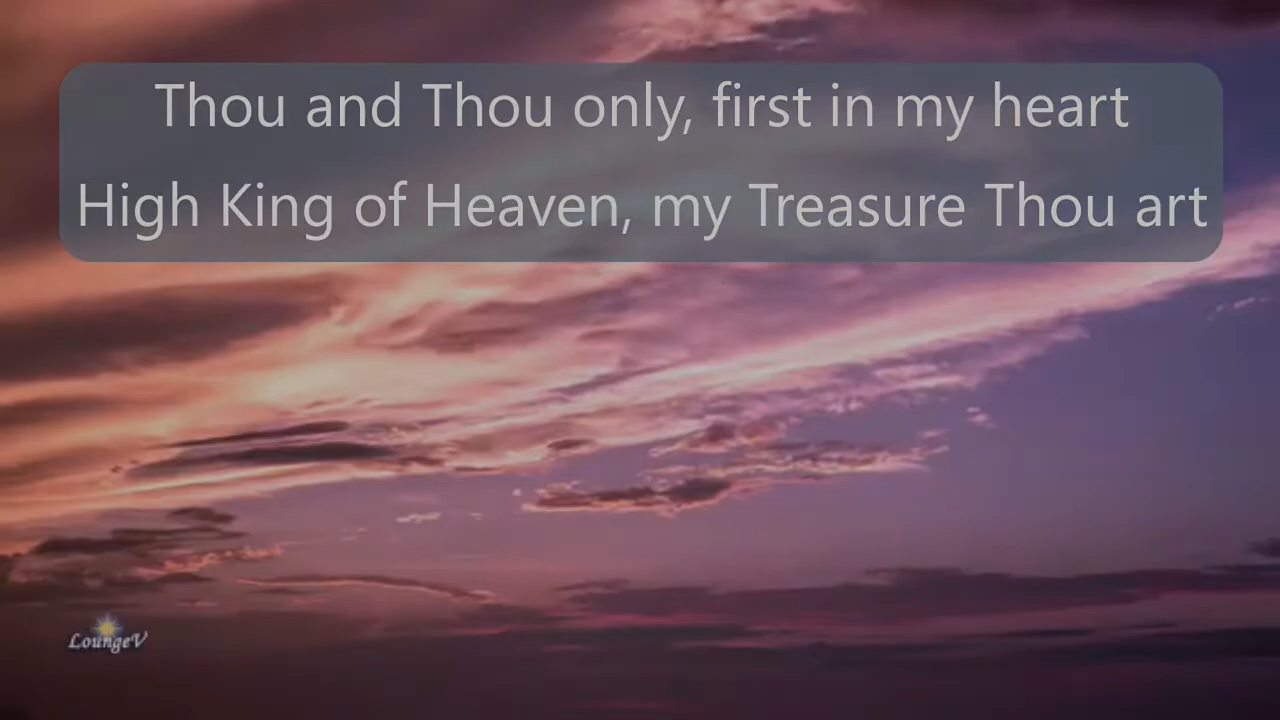 Thou and Thou only, first in my heart
High King of Heaven, my Treasure Thou art
LoungeV